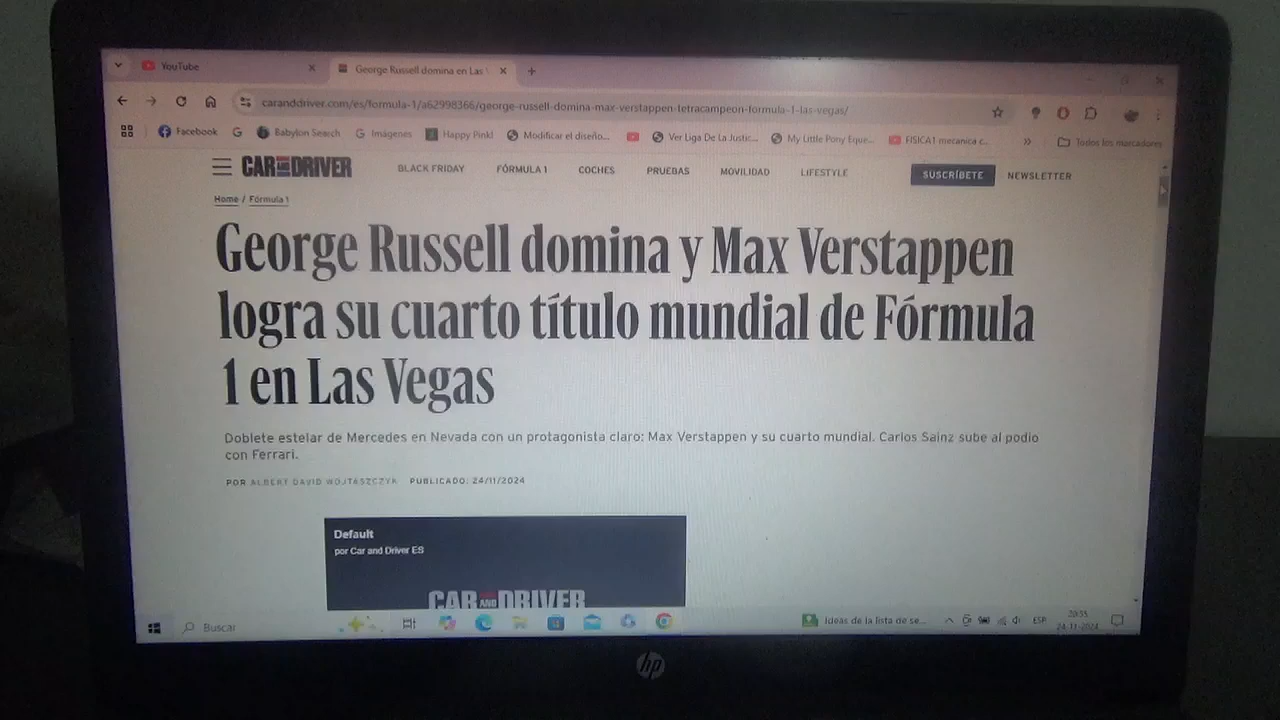 YouTube
George Russell domina en Las
caranddriver.com/es/formula-1/a62998366/george-russell-domina-max-verstappen-tetracampeon-formula-1-las-vegas/
Facebook
Babylon Search
Imágenes
Happy Pink!
Modificar el diseño...
Ver Liga De La Justic...
My Little Pony Eque...
FISICA1 mecanica c...
»
Todos los marcadores
CAR AND DRIVER
BLACK FRIDAY
FÓRMULA 1
COCHES
PRUEBAS
MOVILIDAD
LIFESTYLE
SUSCRÍBETE
NEWSLETTER
Home / Fórmula 1
George Russell domina y Max Verstappen
logra su cuarto título mundial de Fórmula
1 en Las Vegas
Doblete estelar de Mercedes en Nevada con un protagonista claro: Max Verstappen y su cuarto mundial. Carlos Sainz sube al podio
con Ferrari.
POR ALBERT DAVID WOJTASZCZYK PUBLICADO: 24/11/2024
Default
por Car and Driver ES
CAR AND DRIVER
Buscar
Ideas de la lista de se...
ESP
24-11-2024
hp